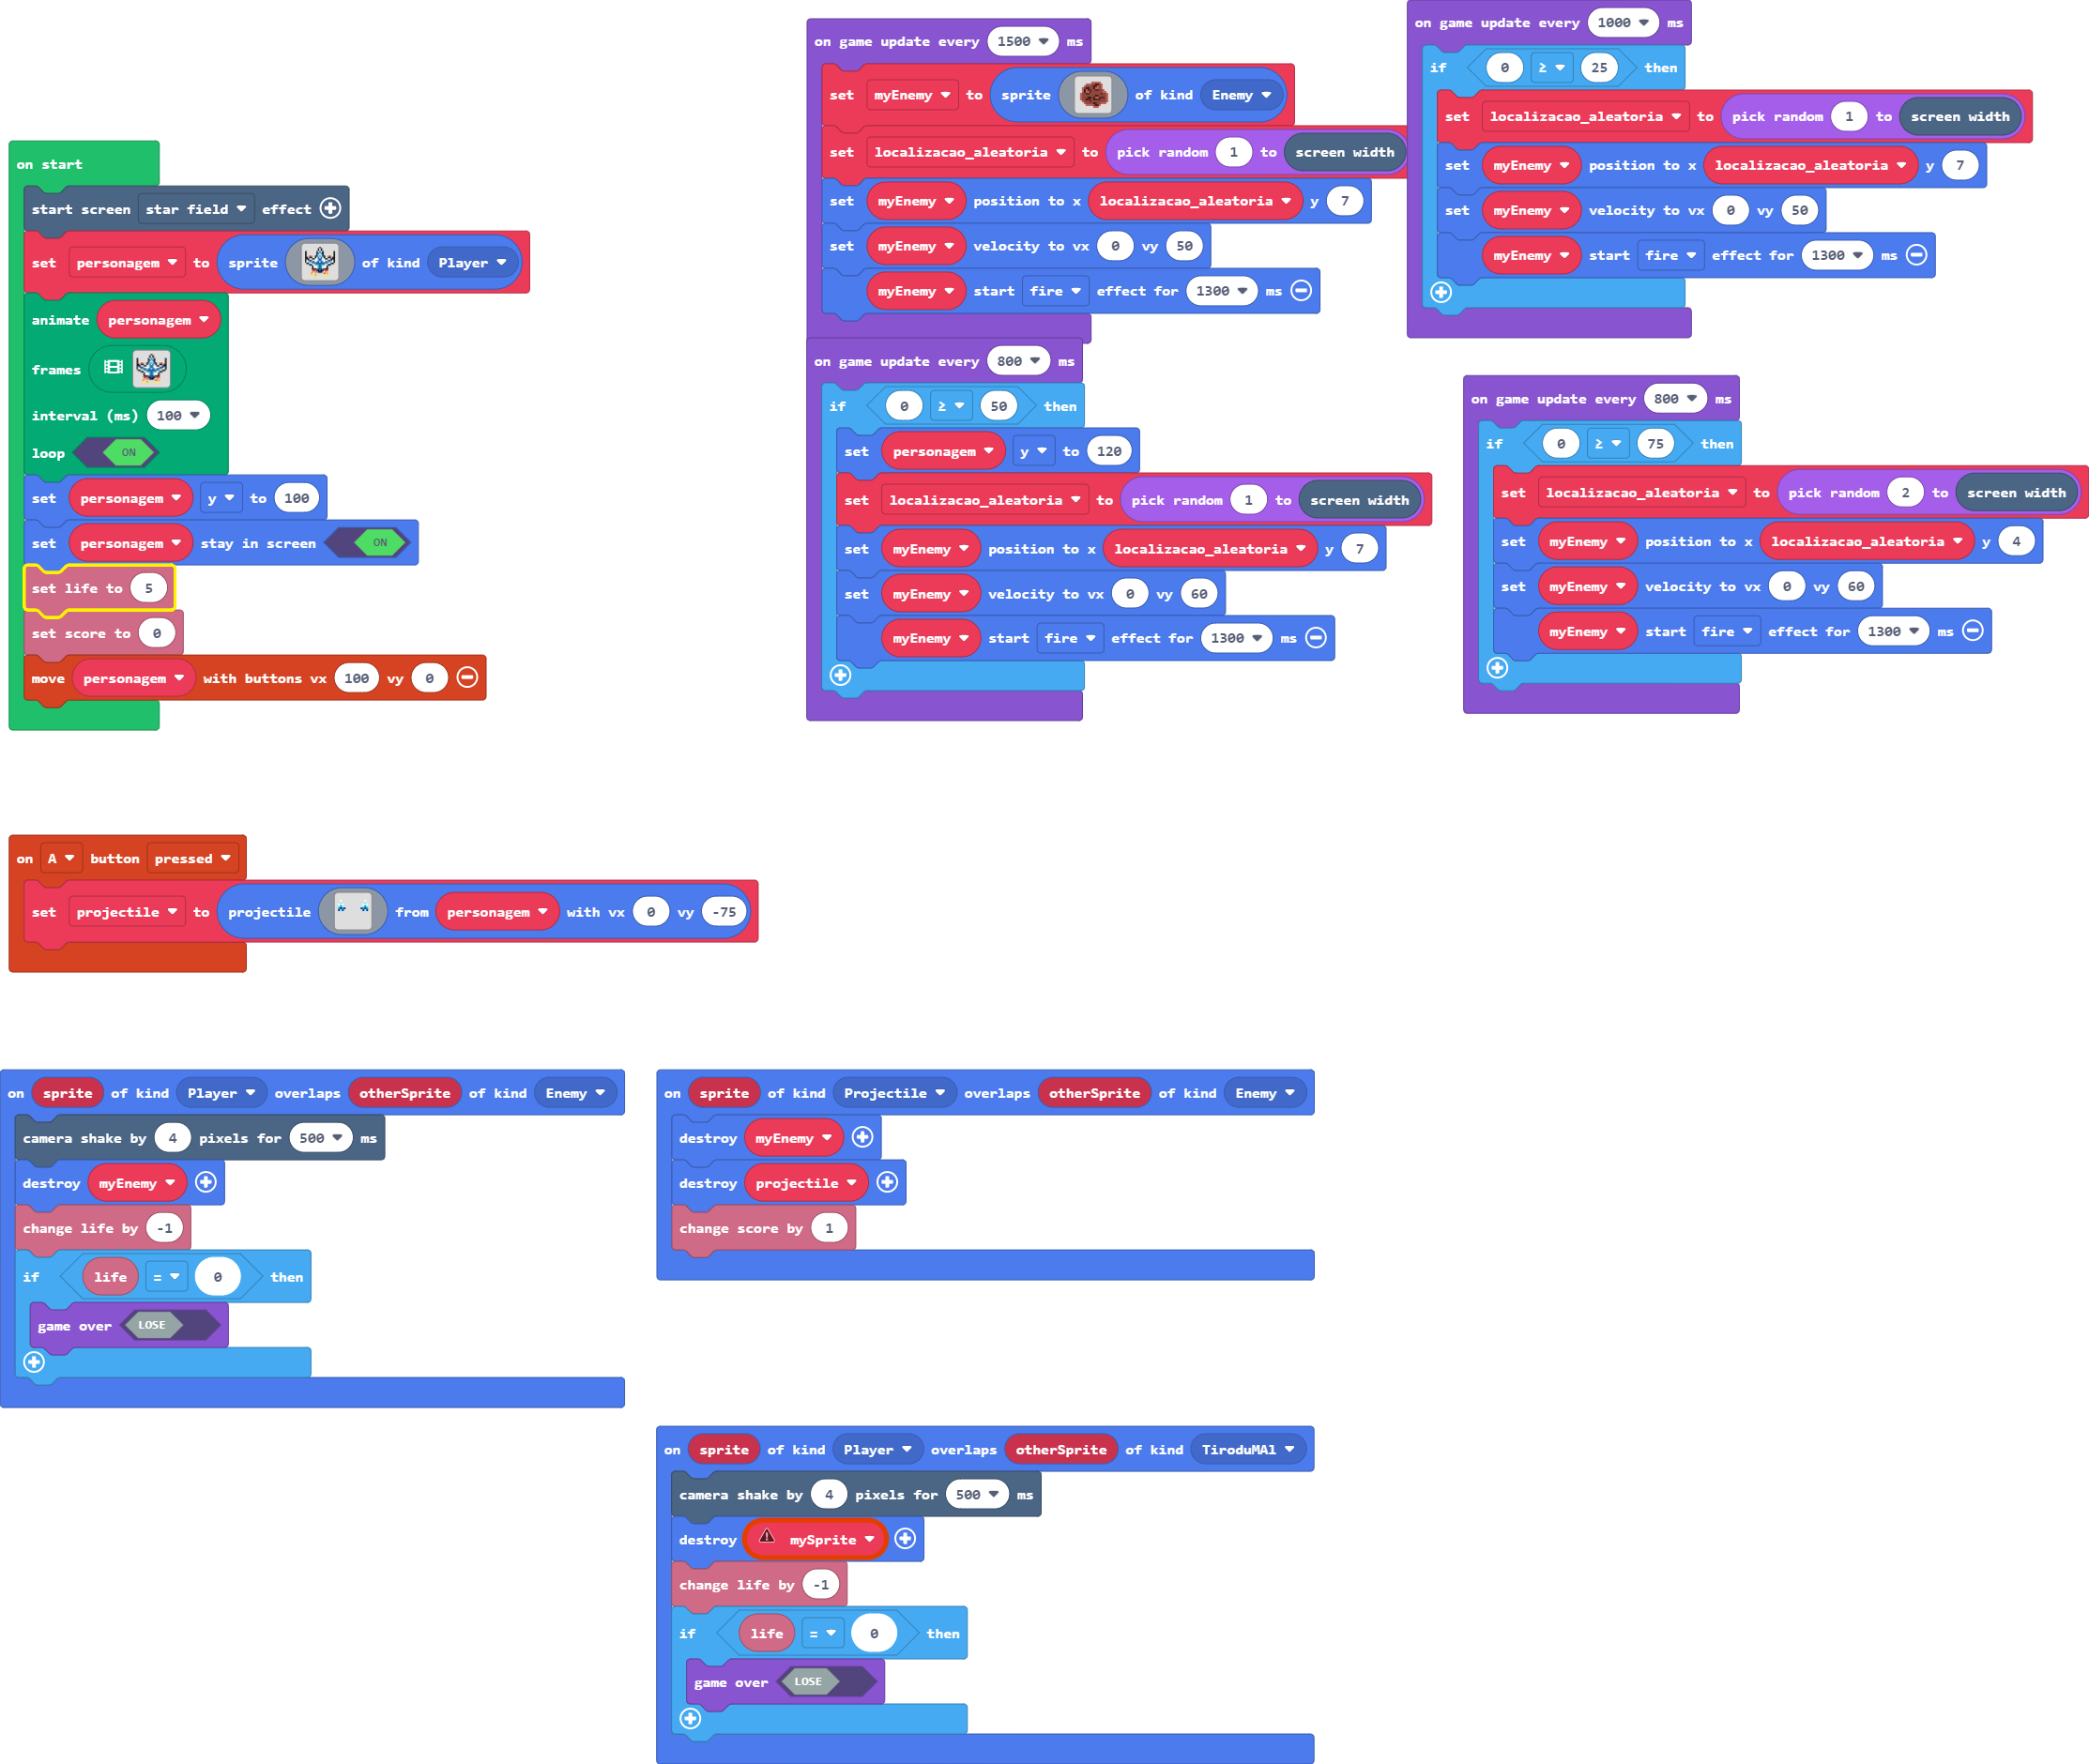 on start
start screen star field effect
set personagem to sprite of kind Player
animate personagem
frames
interval (ms) 100
loop ON
set personagem y to 100
set personagem stay in screen ON
set life to 5
set score to 0
move personagem with buttons vx 100 vy 0
on game update every 1500 ms
set myEnemy to sprite of kind Enemy
set localizacao_aleatoria to pick random 1 to screen width
set myEnemy position to x localizacao_aleatoria y 7
set myEnemy velocity to vx 0 vy 50
myEnemy start fire effect for 1300 ms
on game update every 800 ms
if 0 ≥ 50 then
set personagem y to 120
set localizacao_aleatoria to pick random 1 to screen width
set myEnemy position to x localizacao_aleatoria y 7
set myEnemy velocity to vx 0 vy 60
myEnemy start fire effect for 1300 ms
on game update every 1000 ms
if 0 ≥ 25 then
set localizacao_aleatoria to pick random 1 to screen width
set myEnemy position to x localizacao_aleatoria y 7
set myEnemy velocity to vx 0 vy 50
myEnemy start fire effect for 1300 ms
on game update every 800 ms
if 0 ≥ 75 then
set localizacao_aleatoria to pick random 2 to screen width
set myEnemy position to x localizacao_aleatoria y 4
set myEnemy velocity to vx 0 vy 60
myEnemy start fire effect for 1300 ms
on A button pressed
set projectile to projectile from personagem with vx 0 vy -75
on sprite of kind Player overlaps otherSprite of kind Enemy
camera shake by 4 pixels for 500 ms
destroy myEnemy
change life by -1
if life = 0 then
game over LOSE
on sprite of kind Projectile overlaps otherSprite of kind Enemy
destroy myEnemy
destroy projectile
change score by 1
on sprite of kind Player overlaps otherSprite of kind TiroduMAl
camera shake by 4 pixels for 500 ms
destroy mySprite
change life by -1
if life = 0 then
game over LOSE